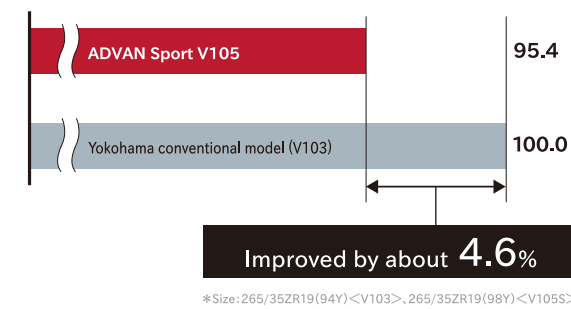 ADVAN Sport V105
95.4
Yokohama conventional model (V103)
100.0
Improved by about 4.6%
*Size:265/35ZR19(94Y)<V103>、265/35ZR19(98Y)<V105S>